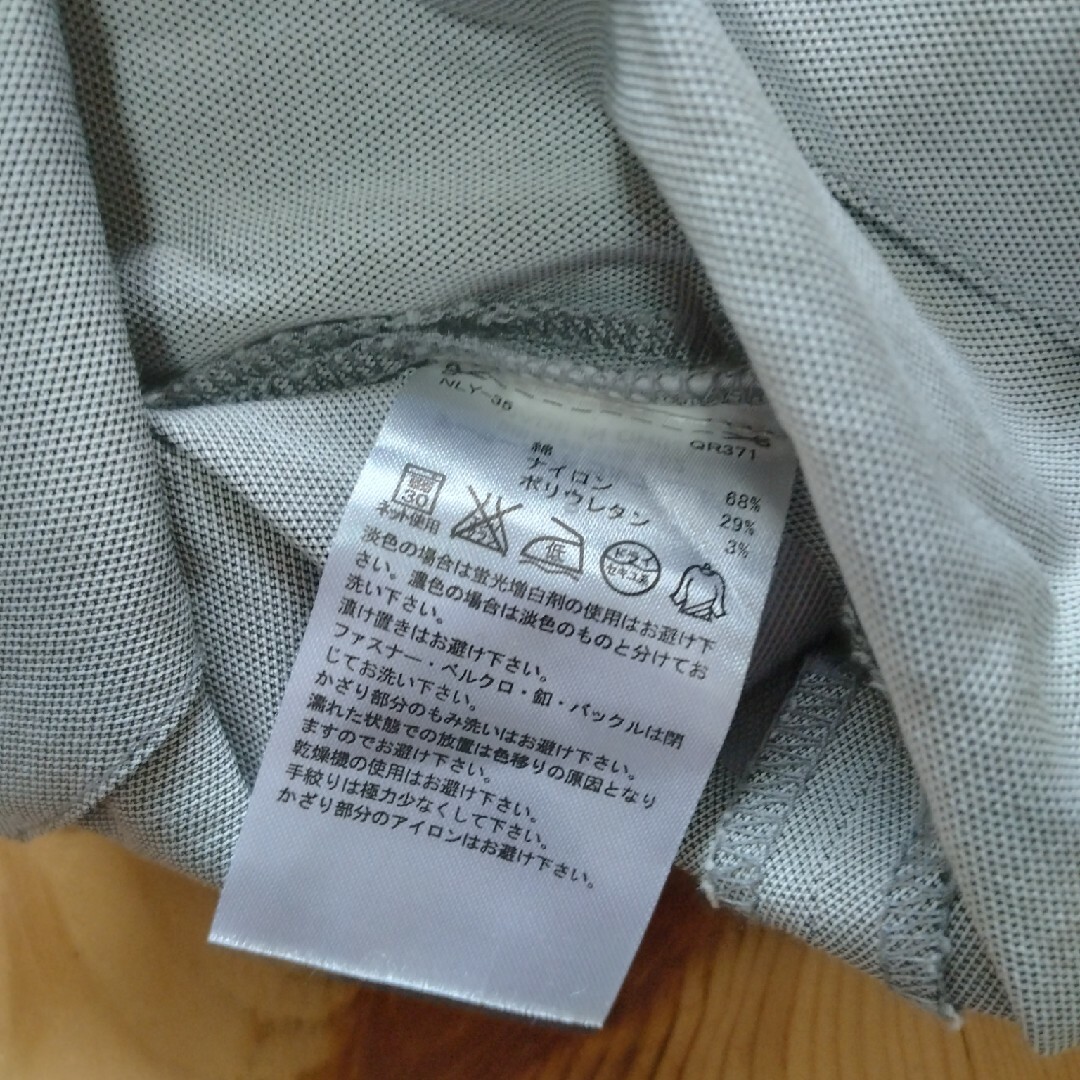 NLY-35
QR371
綿 68%
ナイロン 29%
ポリウレタン 3%
30
ネット使用
低
ドライ
セキユ系
淡色の場合は蛍光増白剤の使用はお避け下
さい。濃色の場合は淡色のものと分けてお
洗い下さい。
漬け置きはお避け下さい。
ファスナー・ベルクロ・釦・バックルは閉
じてお洗い下さい。
かざり部分のもみ洗いはお避け下さい。
濡れた状態での放置は色移りの原因となり
ますのでお避け下さい。
乾燥機の使用はお避け下さい。
手絞りは極力少なくして下さい。
かざり部分のアイロンはお避け下さい。